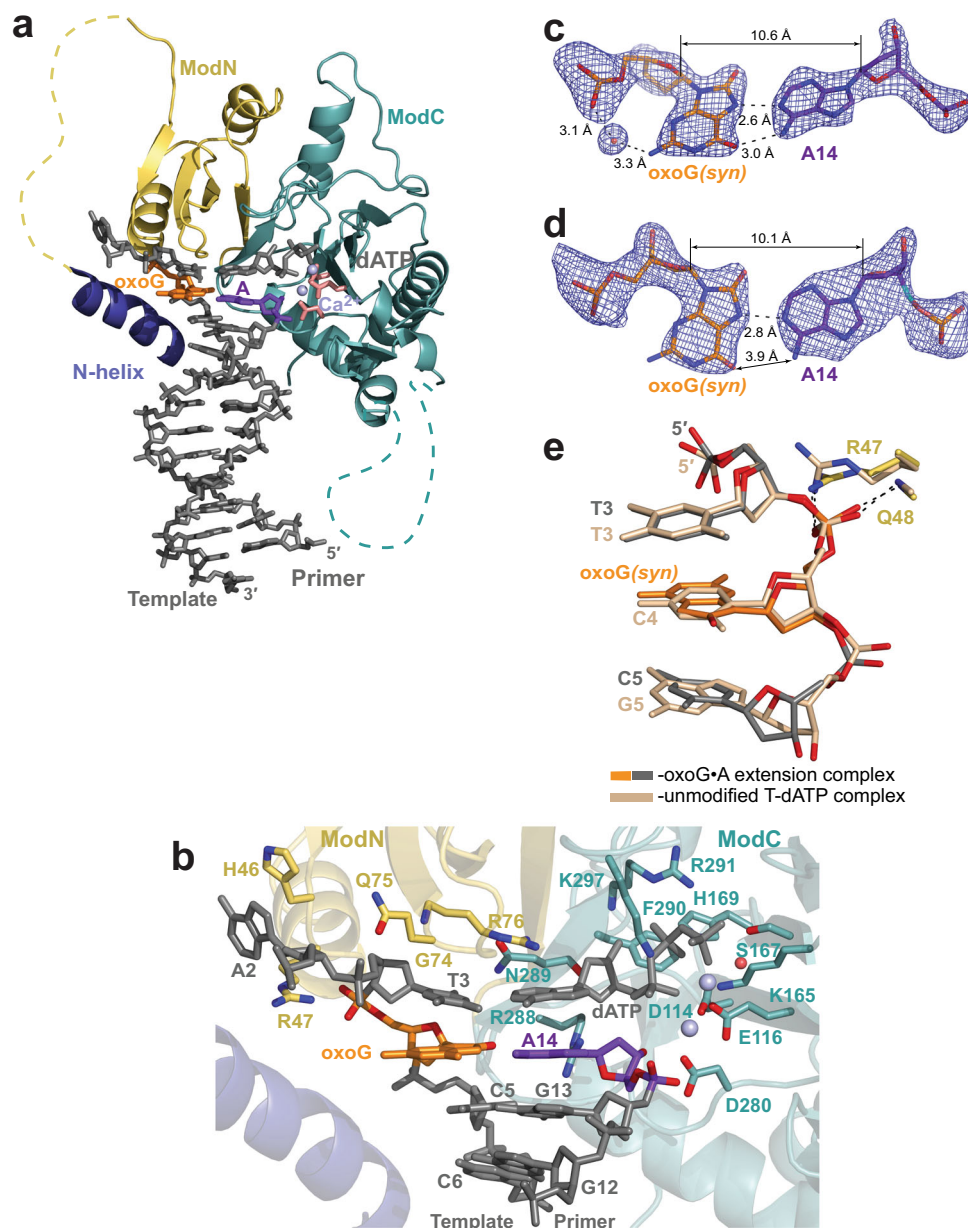 a
ModN
ModC
oxoG
A
dATP
Ca2+
N-helix
5′
3′
Template
Primer
c
10.6 Å
2.6 Å
3.1 Å
3.3 Å
3.0 Å
oxoG(syn)
A14
d
10.1 Å
2.8 Å
3.9 Å
oxoG(syn)
A14
e
5′
5′
R47
Q48
T3
T3
oxoG(syn)
C4
C5
G5
-oxoG•A extension complex
-unmodified T-dATP complex
b
ModN
ModC
H46
Q75
R76
G74
A2
T3
R47
oxoG
N289
R288
A14
K297
R291
F290
H169
S167
dATP
D114
K165
E116
D280
C5
G13
C6
G12
Template
Primer